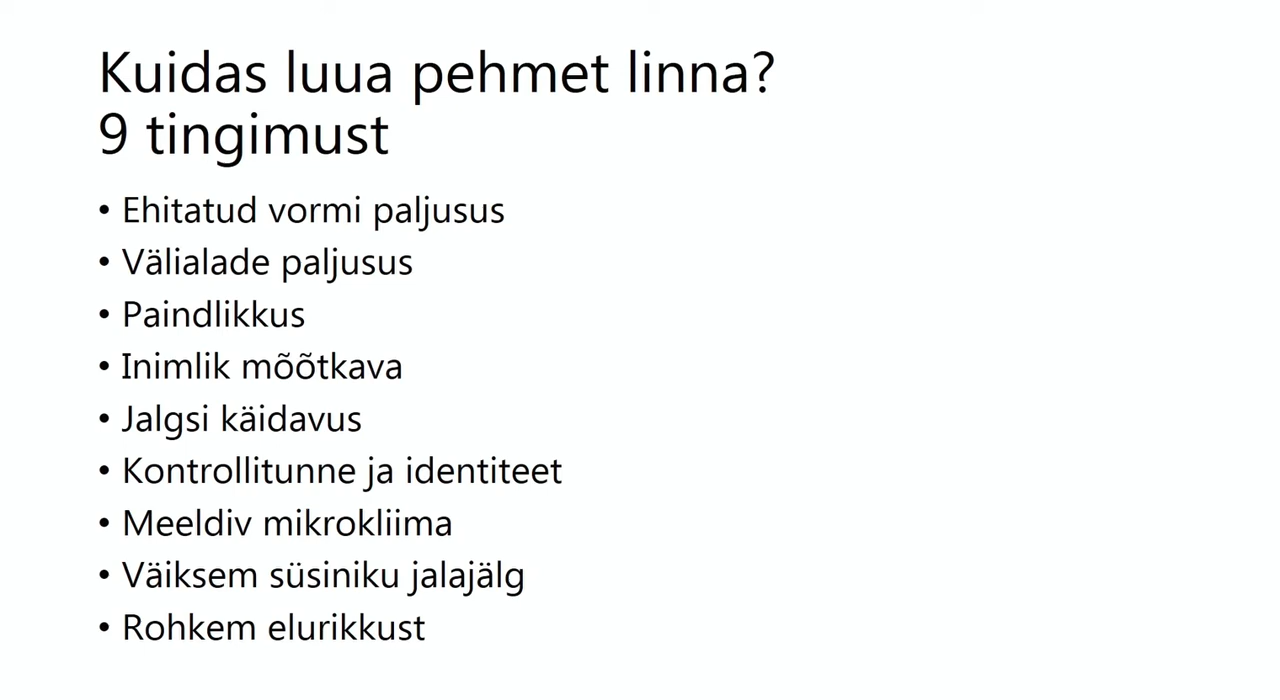 Kuidas luua pehmet linna?
9 tingimust
• Ehitatud vormi paljusus
• Välialade paljusus
• Paindlikkus
• Inimlik mõõtkava
• Jalgsi käidavus
• Kontrollitunne ja identiteet
• Meeldiv mikrokliima
• Väiksem süsiniku jalajälg
• Rohkem elurikkust